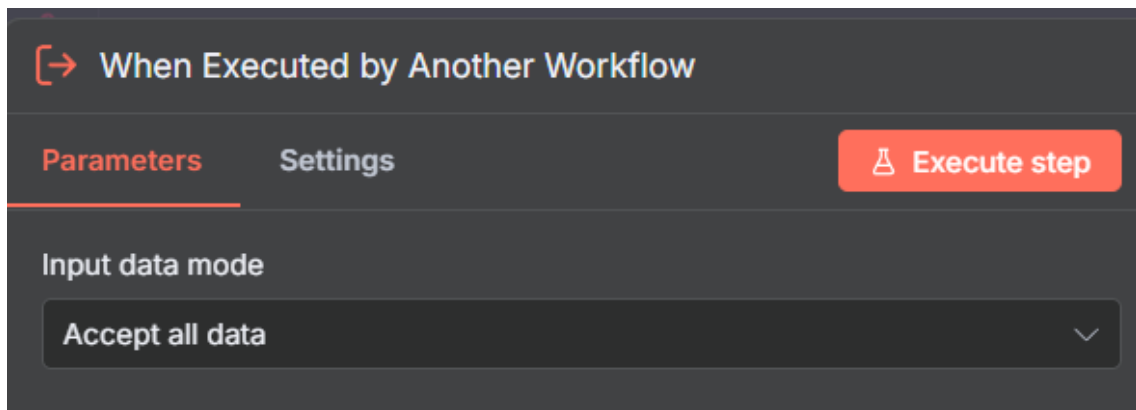 When Executed by Another Workflow
Parameters Settings Execute step
Input data mode
Accept all data